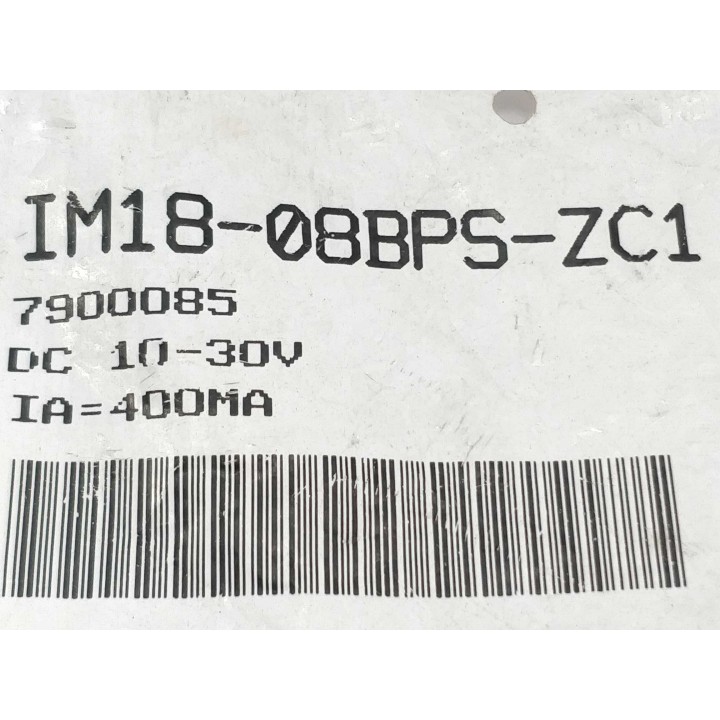 IM18-08BPS-ZC1
7900085
DC 10-30V
IA=400MA